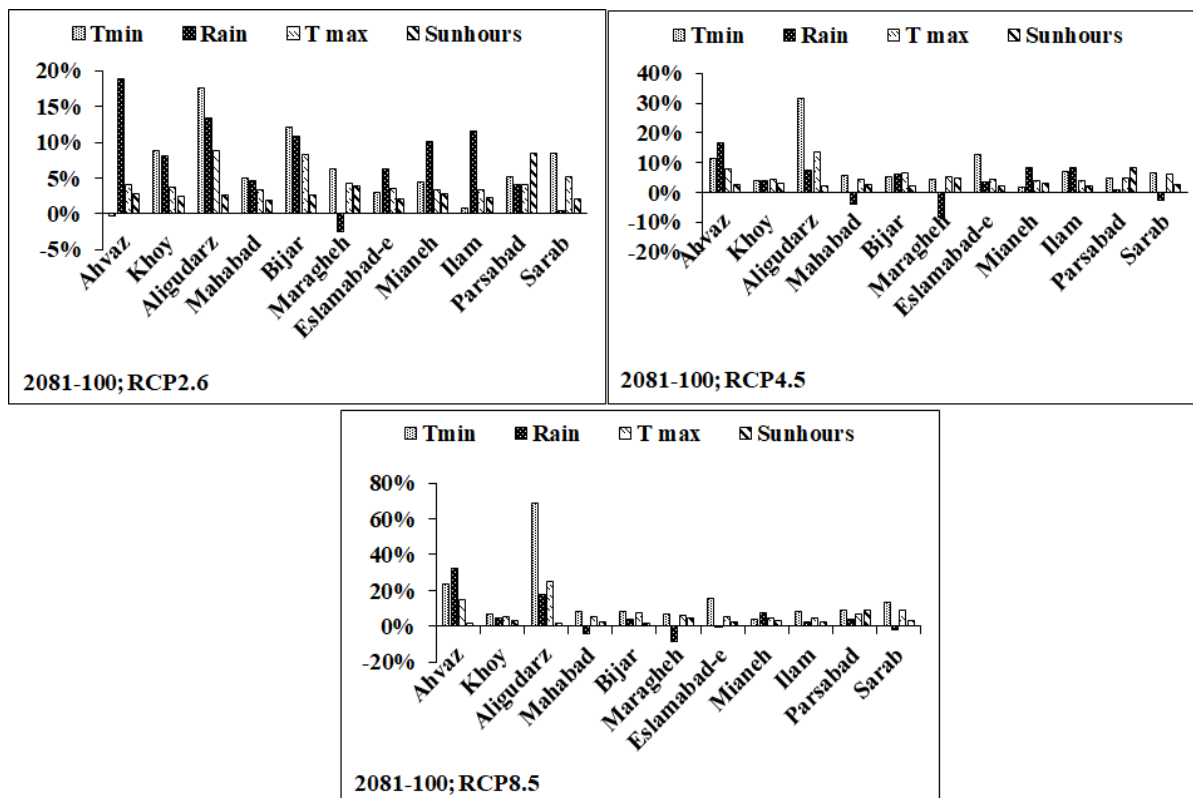 Tmin Rain T max Sunhours
20%
15%
10%
5%
0%
-5%
Ahvaz Khoy Aligudarz Mahabad Bijar Maragheh Eslamabad-e Mianeh Ilam Parsabad Sarab
2081-100; RCP2.6
Tmin Rain T max Sunhours
40%
30%
20%
10%
0%
-10%
-20%
Ahvaz Khoy Aligudarz Mahabad Bijar Maragheh Eslamabad-e Mianeh Ilam Parsabad Sarab
2081-100; RCP4.5
Tmin Rain T max Sunhours
80%
60%
40%
20%
0%
-20%
Ahvaz Khoy Aligudarz Mahabad Bijar Maragheh Eslamabad-e Mianeh Ilam Parsabad Sarab
2081-100; RCP8.5